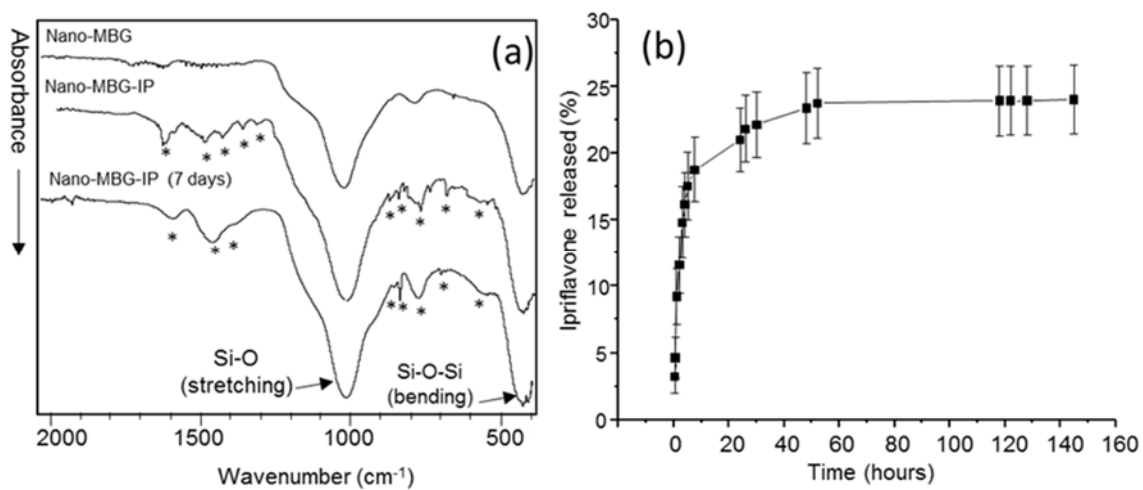 (a)
Nano-MBG
Nano-MBG-IP
* * * * *
Nano-MBG-IP (7 days)
* * * * *
* * *
* * * * *
Si-O
(stretching)
Si-O-Si
(bending)
Absorbance
2000 1500 1000 500
Wavenumber (cm⁻¹)
(b)
30
25
20
15
10
5
0
Ipriflavone released (%)
0 20 40 60 80 100 120 140 160
Time (hours)